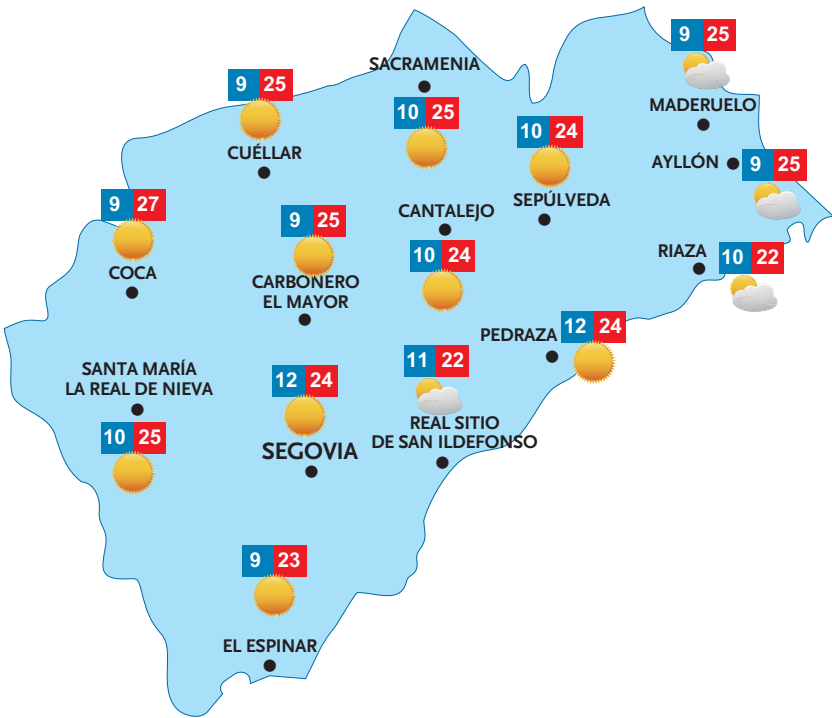 9 25
MADERUELO
SACRAMENIA
10 25
9 25
CUÉLLAR
10 24
SEPÚLVEDA
AYLLÓN
9 25
9 27
COCA
9 25
CARBONERO
EL MAYOR
CANTALEJO
10 24
RIAZA
10 22
PEDRAZA
12 24
SANTA MARÍA
LA REAL DE NIEVA
10 25
12 24
SEGOVIA
11 22
REAL SITIO
DE SAN ILDEFONSO
9 23
EL ESPINAR